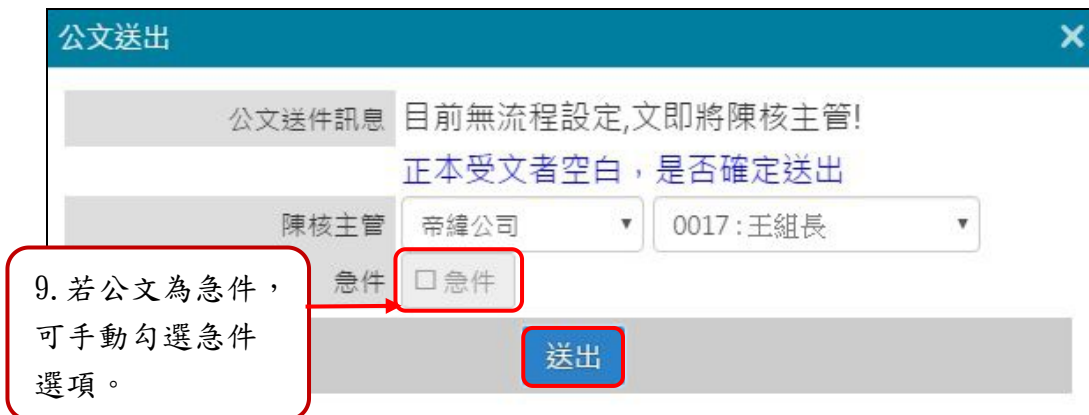 公文送出
公文送件訊息 目前無流程設定,文即將陳核主管!
正本受文者空白，是否確定送出
陳核主管 帝緯公司 0017 : 王組長
急件 急件
9.若公文為急件，
可手動勾選急件
選項。
送出